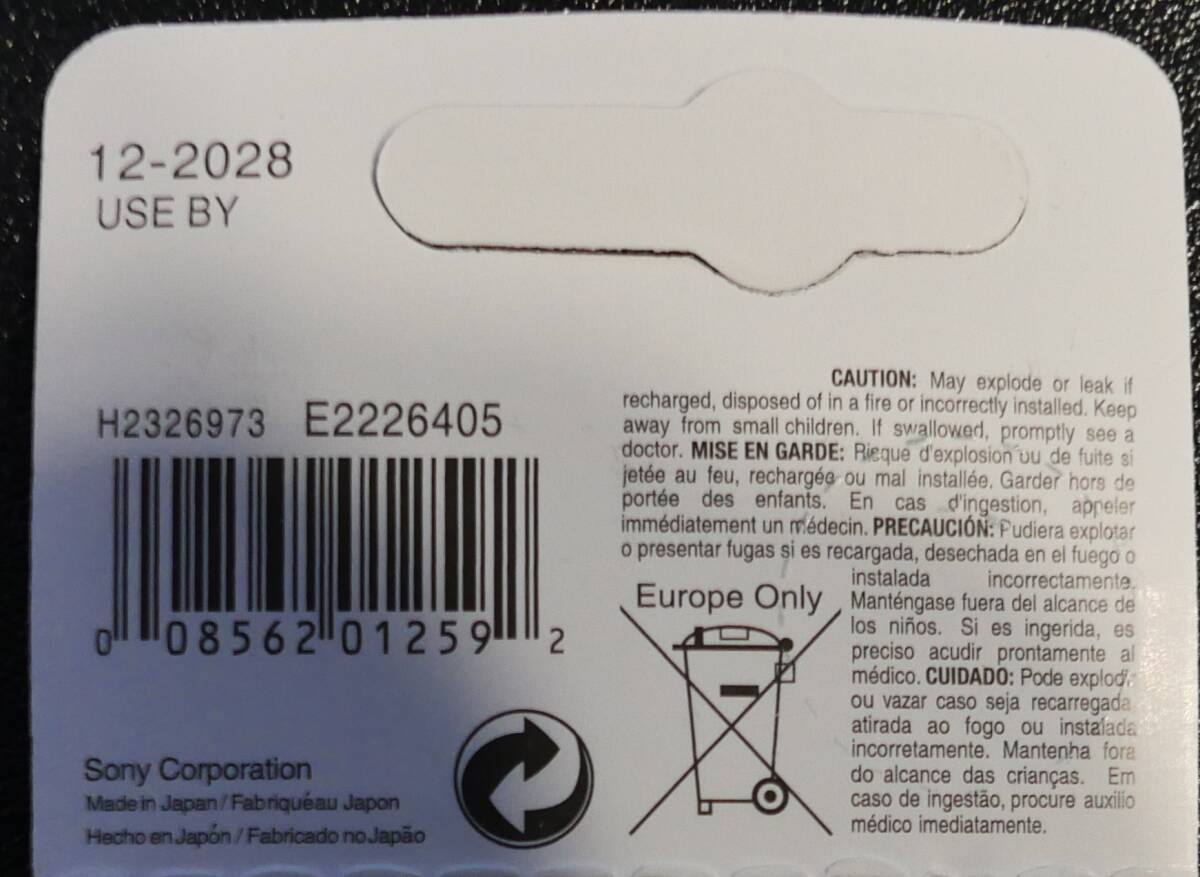 12-2028
USE BY
H2326973 E2226405
0 08562 01259 2
Sony Corporation
Made in Japan / Fabriqué au Japon
Hecho en Japón / Fabricado no Japão
CAUTION: May explode or leak if
recharged, disposed of in a fire or incorrectly installed. Keep
away from small children. If swallowed, promptly see a
doctor. MISE EN GARDE: Risque d'explosion ou de fuite si
jetée au feu, rechargée ou mal installée. Garder hors de
portée des enfants. En cas d'ingestion, appeler
immédiatement un médecin. PRECAUCIÓN: Pudiera explotar
o presentar fugas si es recargada, desechada en el fuego o
instalada incorrectamente.
Manténgase fuera del alcance de
los niños. Si es ingerida, es
preciso acudir prontamente al
médico. CUIDADO: Pode explodir
ou vazar caso seja recarregada
atirada ao fogo ou instalada
incorretamente. Mantenha fora
do alcance das crianças. Em
caso de ingestão, procure auxilio
médico imediatamente.
Europe Only